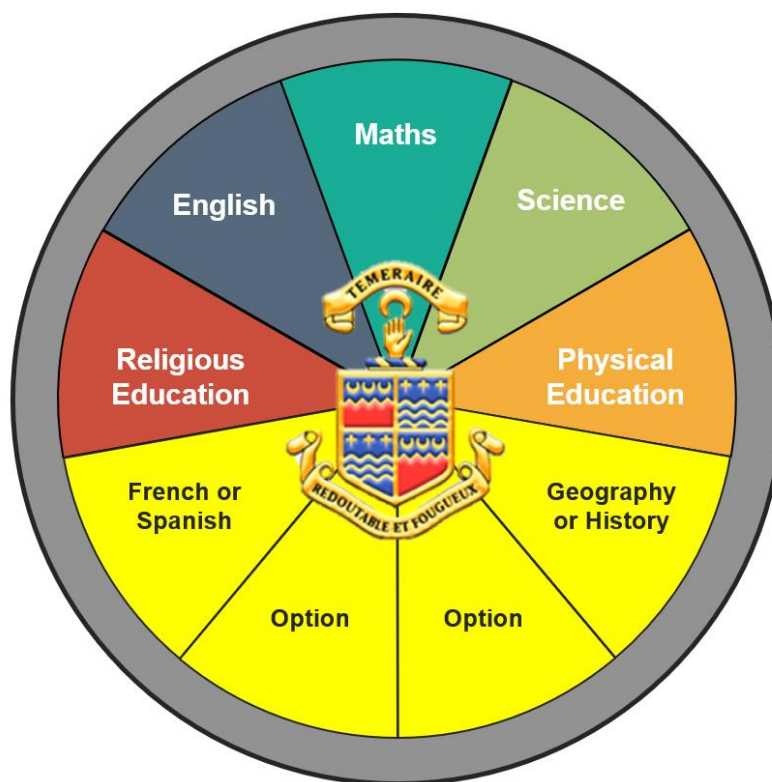 Maths
English
Science
TEMERAIRE
Religious
Education
Physical
Education
French or
Spanish
Geography
or History
REDOUTABLE ET FOUGUEUX
Option
Option